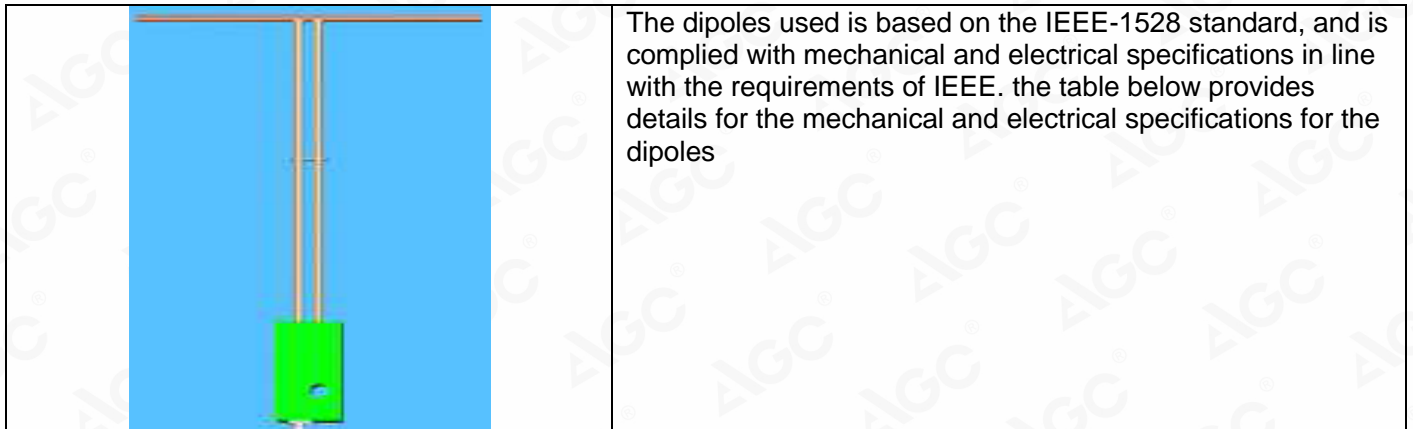 The dipoles used is based on the IEEE-1528 standard, and is
complied with mechanical and electrical specifications in line
with the requirements of IEEE. the table below provides
details for the mechanical and electrical specifications for the
dipoles